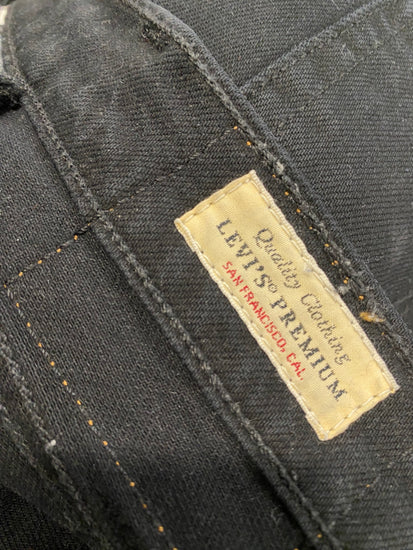 Quality Clothing
LEVI'S® PREMIUM
SAN FRANCISCO, CAL.